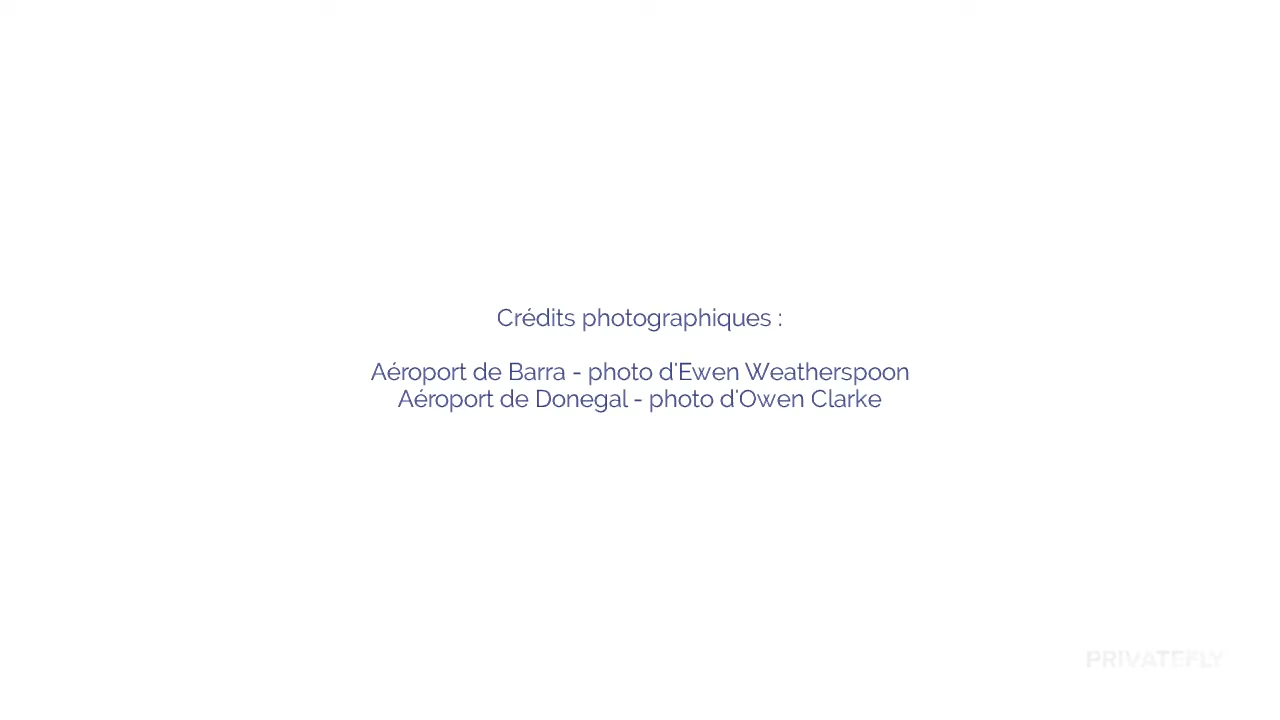 Crédits photographiques :
Aéroport de Barra - photo d'Ewen Weatherspoon
Aéroport de Donegal - photo d'Owen Clarke
PRIVATEFLY